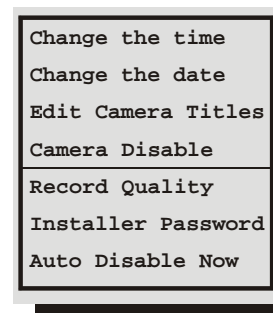 Change the time
Change the date
Edit Camera Titles
Camera Disable
Record Quality
Installer Password
Auto Disable Now